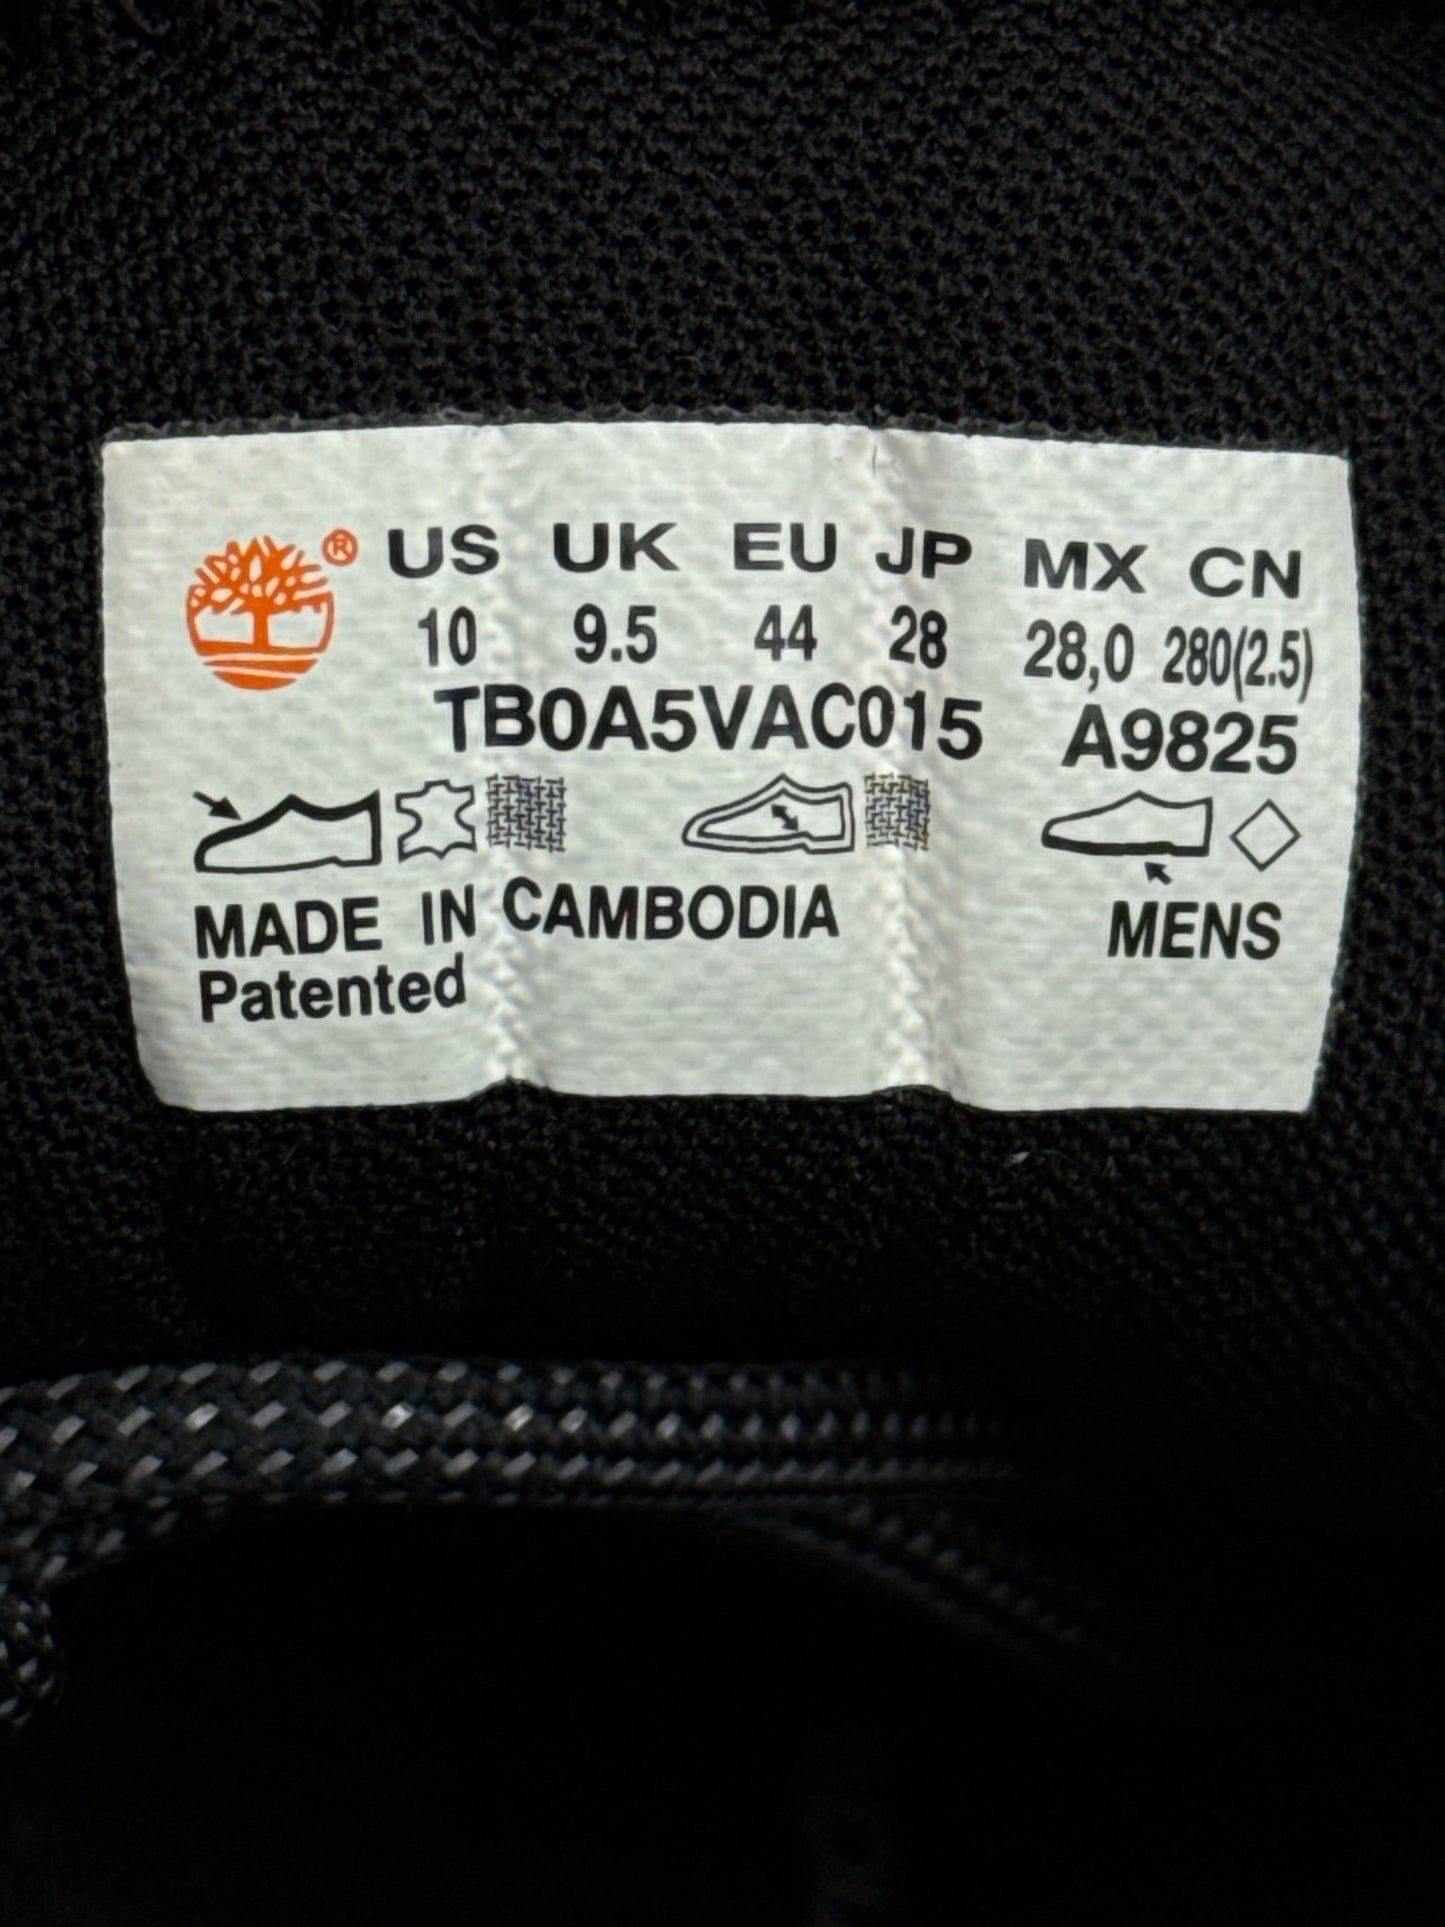 ® US UK EU JP MX CN
10 9.5 44 28 28,0 280(2.5)
TB0A5VAC015 A9825
MADE IN CAMBODIA MENS
Patented